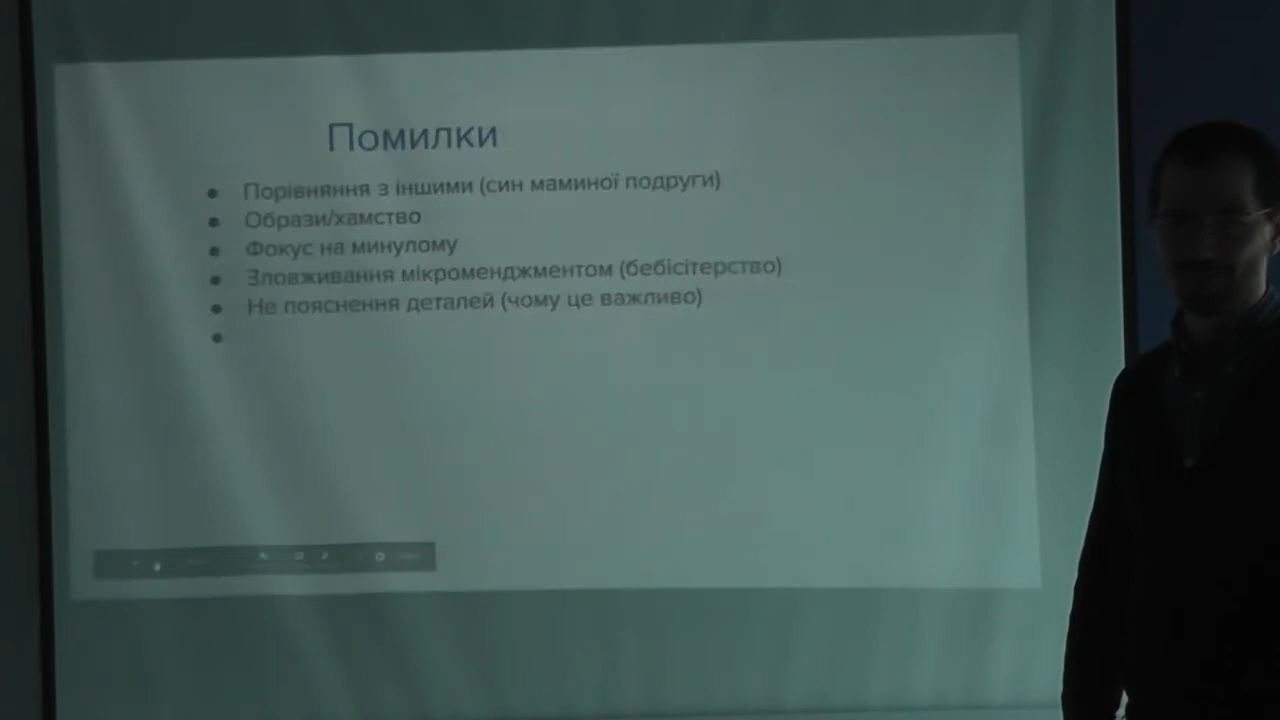 Помилки
Порівняння з іншими (син маминої подруги)
Образи/хамство
Фокус на минулому
Зловживання мікроменджментом (бебісітерство)
Не пояснення деталей (чому це важливо)